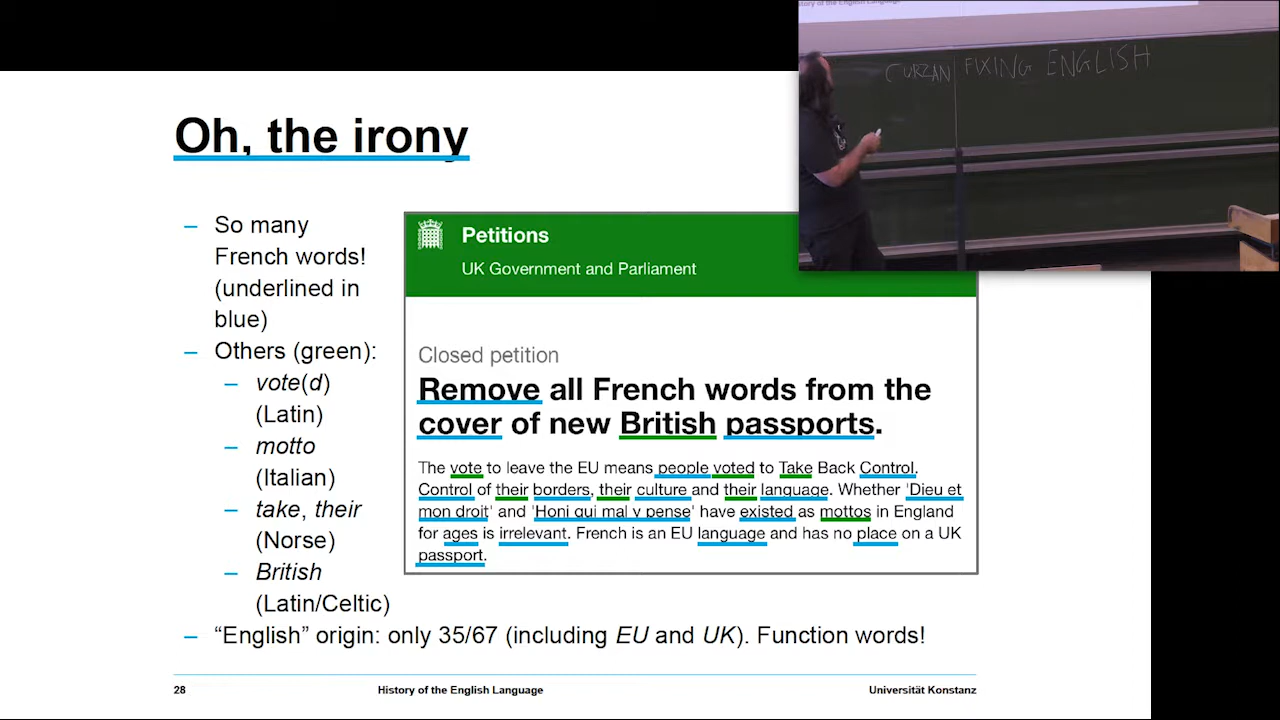 History of the English Language
CURZAN FIXING ENGLISH
Oh, the irony
– So many
French words!
(underlined in
blue)
– Others (green):
– vote(d)
(Latin)
– motto
(Italian)
– take, their
(Norse)
– British
(Latin/Celtic)
– “English” origin: only 35/67 (including EU and UK). Function words!
Petitions
UK Government and Parliament
Closed petition
Remove all French words from the
cover of new British passports.
The vote to leave the EU means people voted to Take Back Control.
Control of their borders, their culture and their language. Whether 'Dieu et
mon droit' and 'Honi qui mal y pense' have existed as mottos in England
for ages is irrelevant. French is an EU language and has no place on a UK
passport.
28
History of the English Language
Universität Konstanz